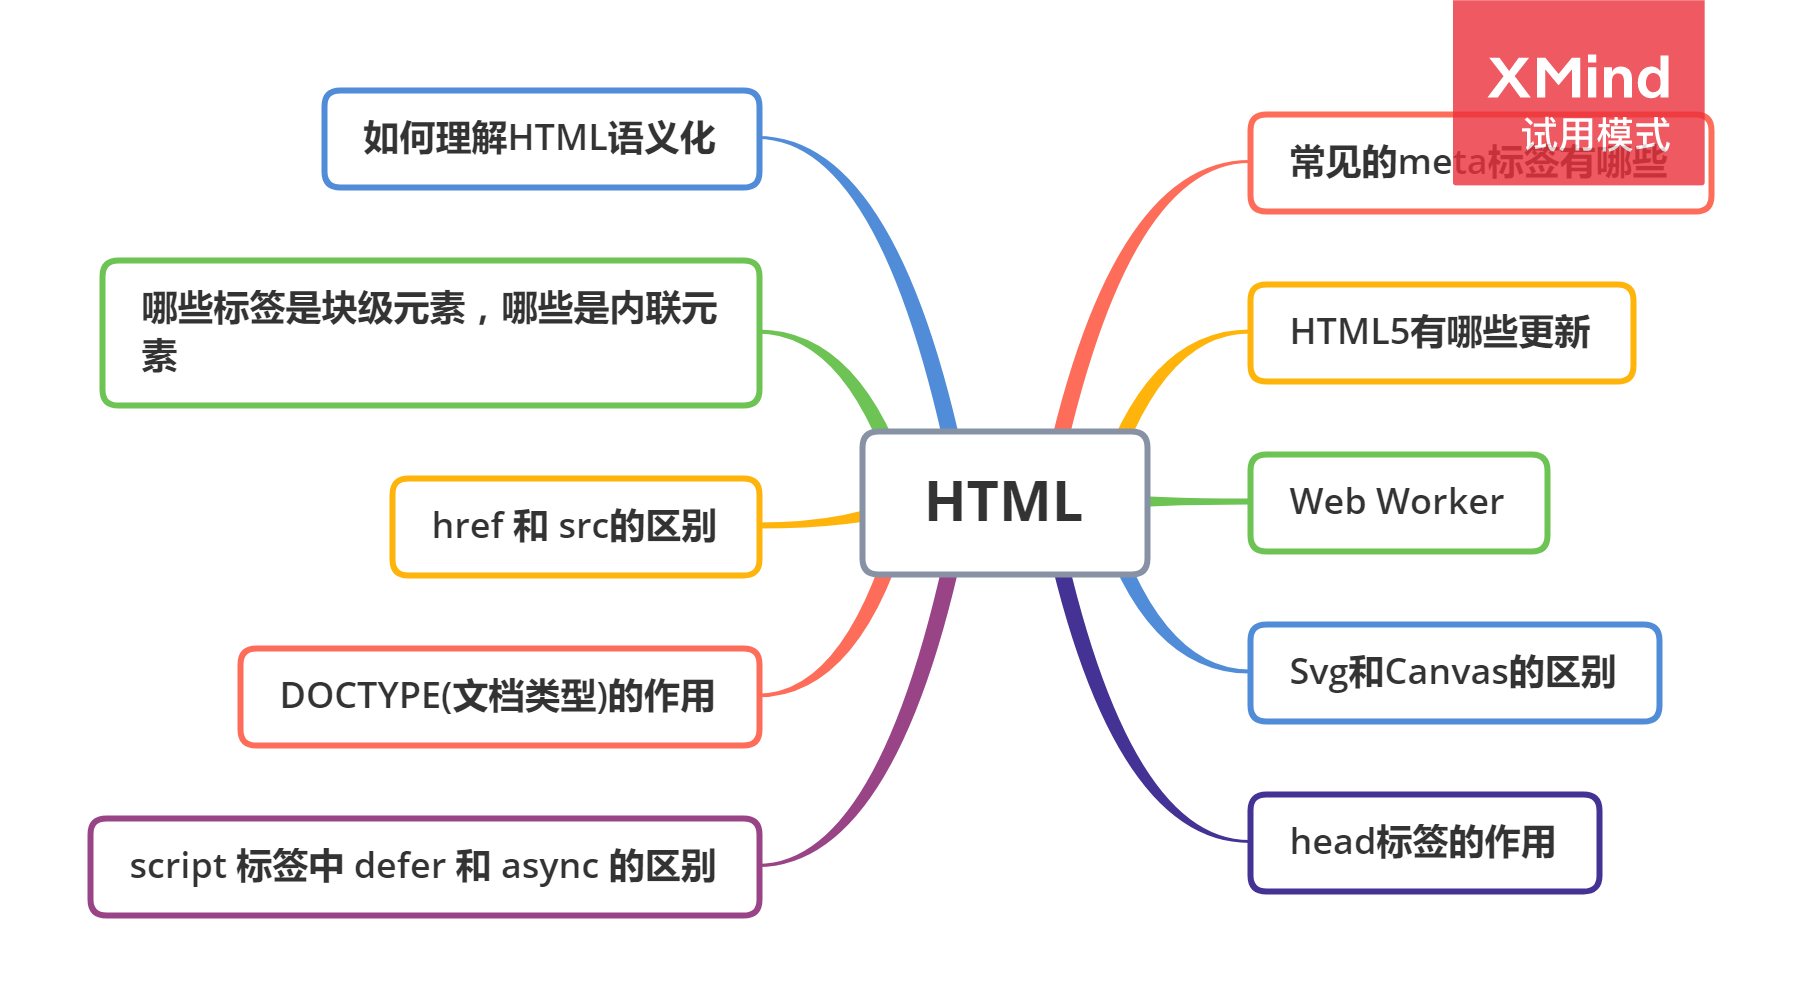 XMind
试用模式
如何理解HTML语义化
常见的meta标签有哪些
哪些标签是块级元素，哪些是内联元
素
HTML5有哪些更新
HTML
Web Worker
href 和 src的区别
DOCTYPE(文档类型)的作用
Svg和Canvas的区别
script 标签中 defer 和 async 的区别
head标签的作用